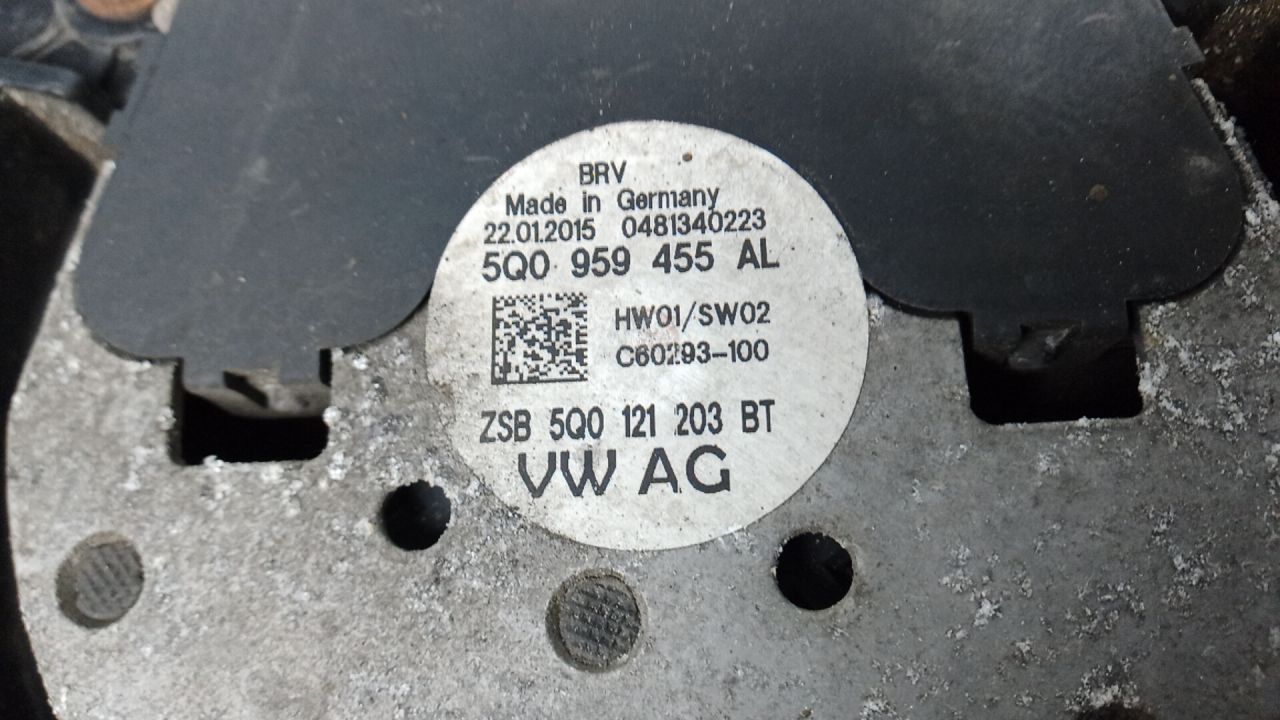 BRV
Made in Germany
22.01.2015 0481340223
5Q0 959 455 AL
HW01/SW02
C60293-100
ZSB 5Q0 121 203 BT
VW AG